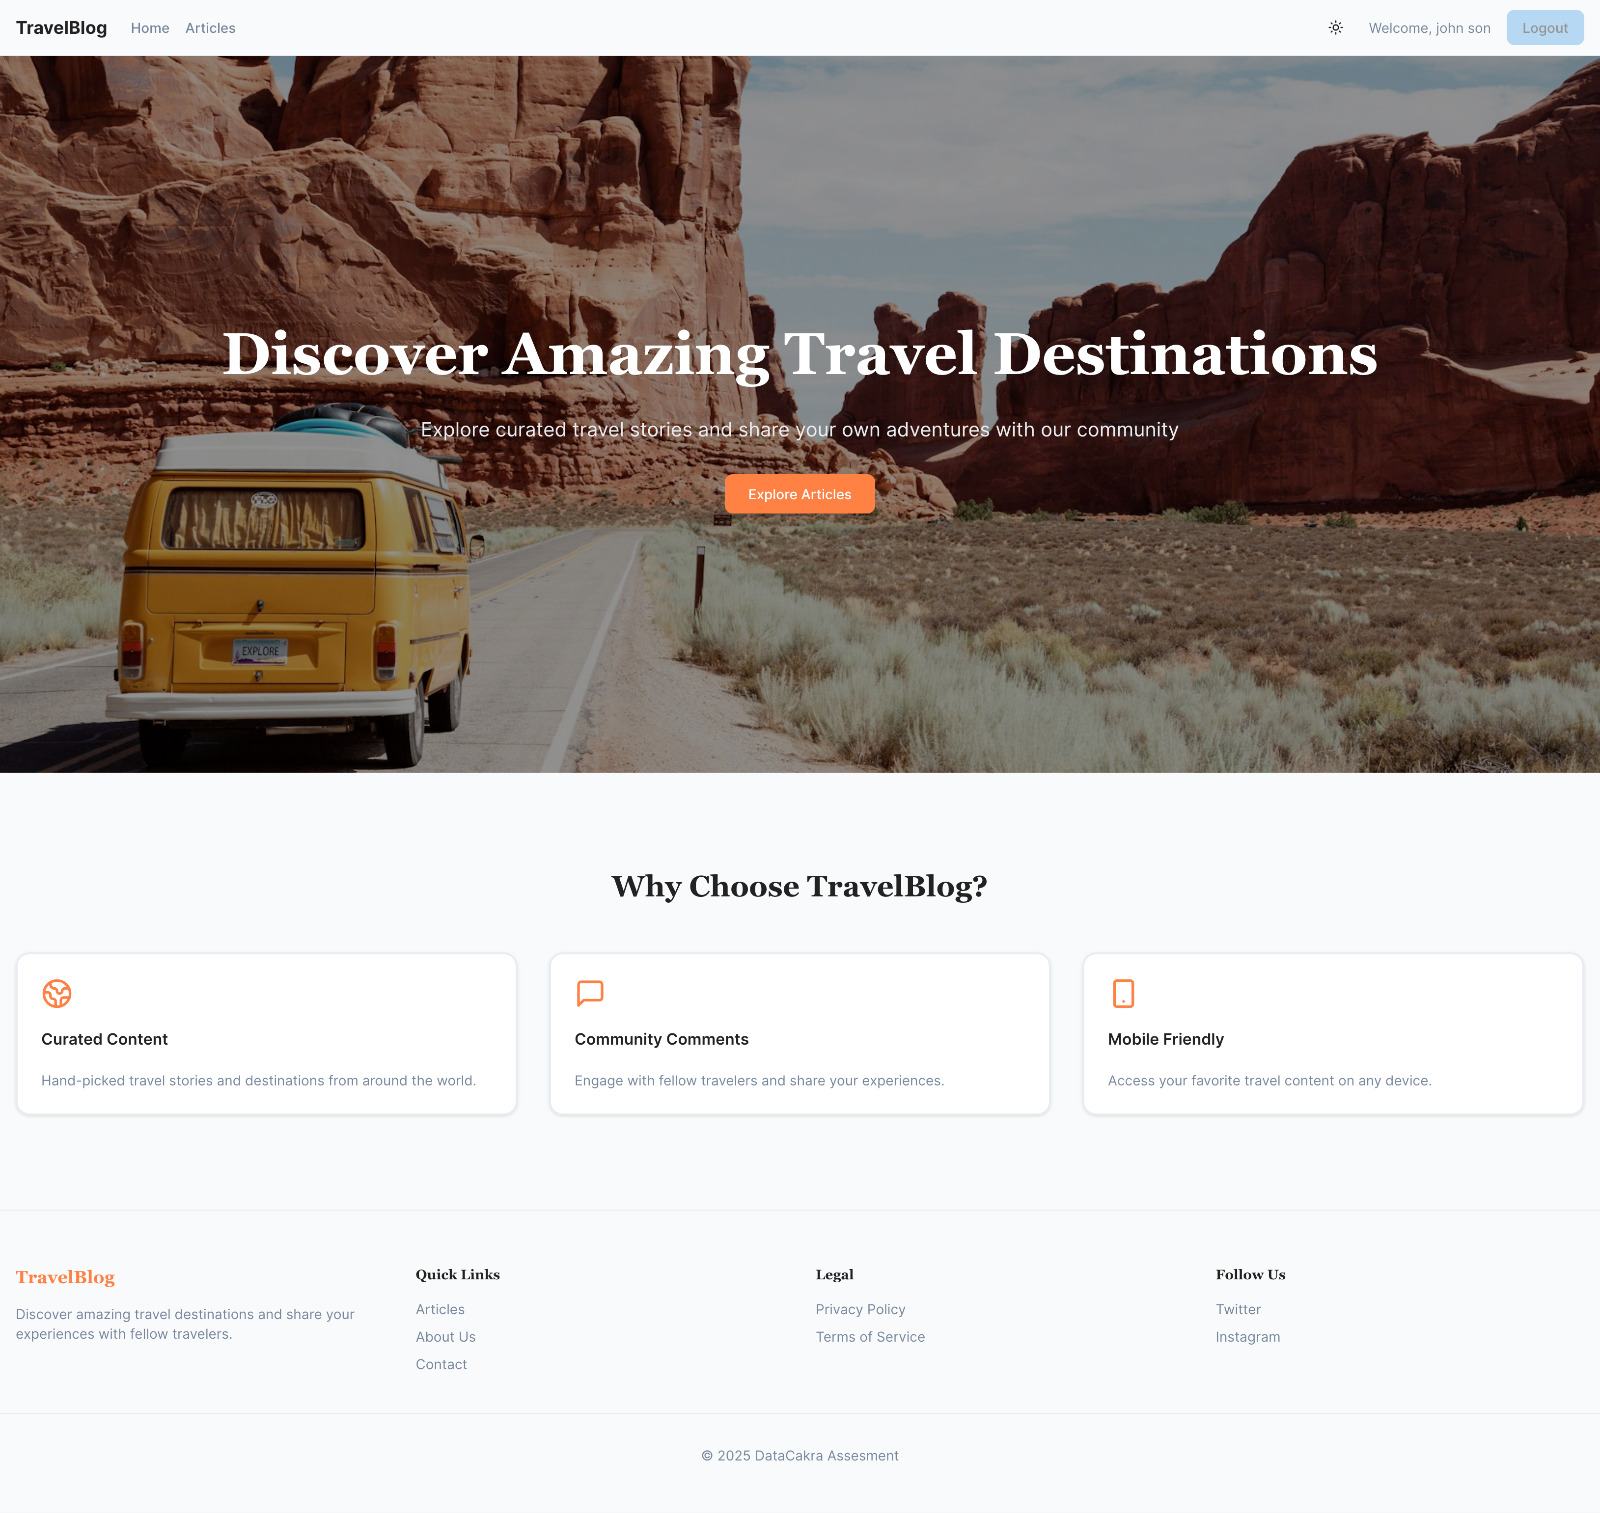 TravelBlog
Home
Articles
Welcome, john son
Logout
Discover Amazing Travel Destinations
Explore curated travel stories and share your own adventures with our community
Explore Articles
EXPLORE
Why Choose TravelBlog?
Curated Content
Hand-picked travel stories and destinations from around the world.
Community Comments
Engage with fellow travelers and share your experiences.
Mobile Friendly
Access your favorite travel content on any device.
TravelBlog
Discover amazing travel destinations and share your
experiences with fellow travelers.
Quick Links
Articles
About Us
Contact
Legal
Privacy Policy
Terms of Service
Follow Us
Twitter
Instagram
© 2025 DataCakra Assesment